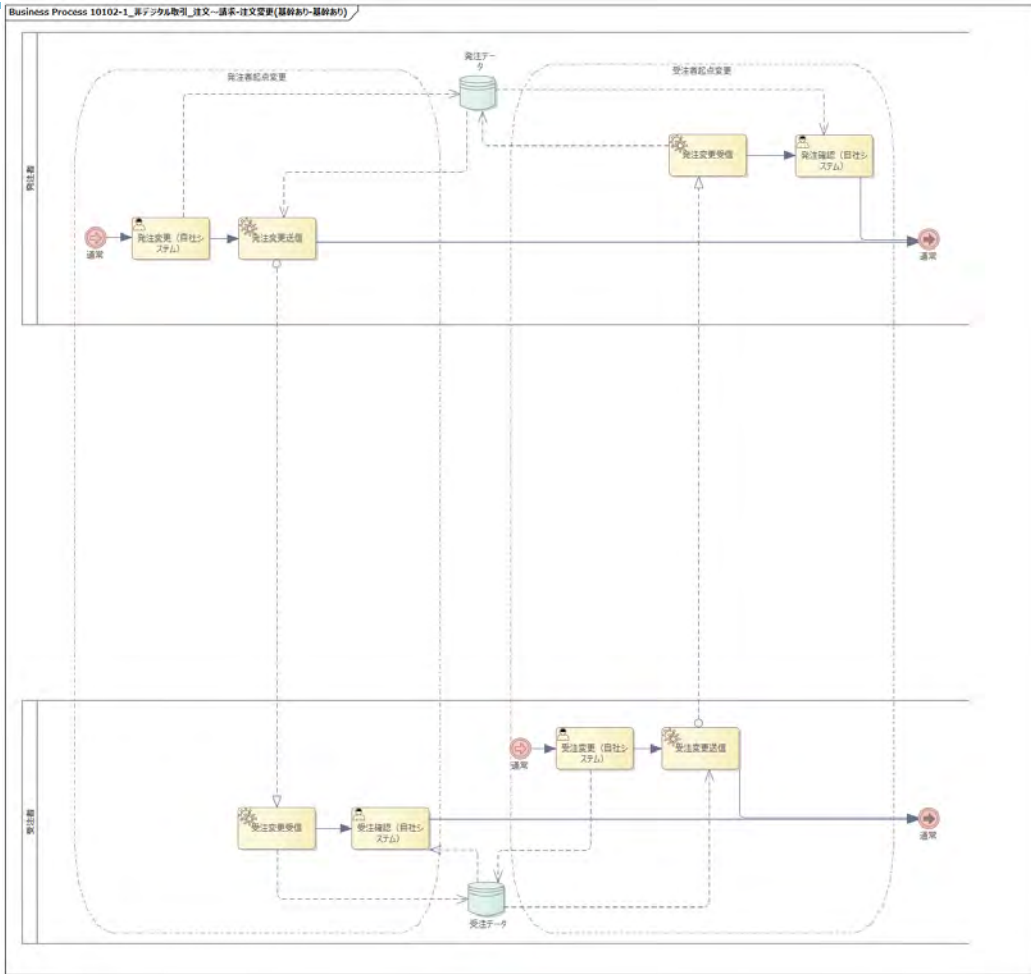 Business Process 10102-1_非デジタル取引_注文～請求-注文変更(基幹あり-基幹あり)
発注者
発注者起点変更
発注デー
タ
受注者起点変更
発注変更受信
発注確認（自社シ
ステム）
通常
発注変更（自社シ
ステム）
発注変更送信
通常
受注者
通常
受注変更（自社シ
ステム）
受注変更送信
受注変更受信
受注確認（自社シ
ステム）
通常
受注データ